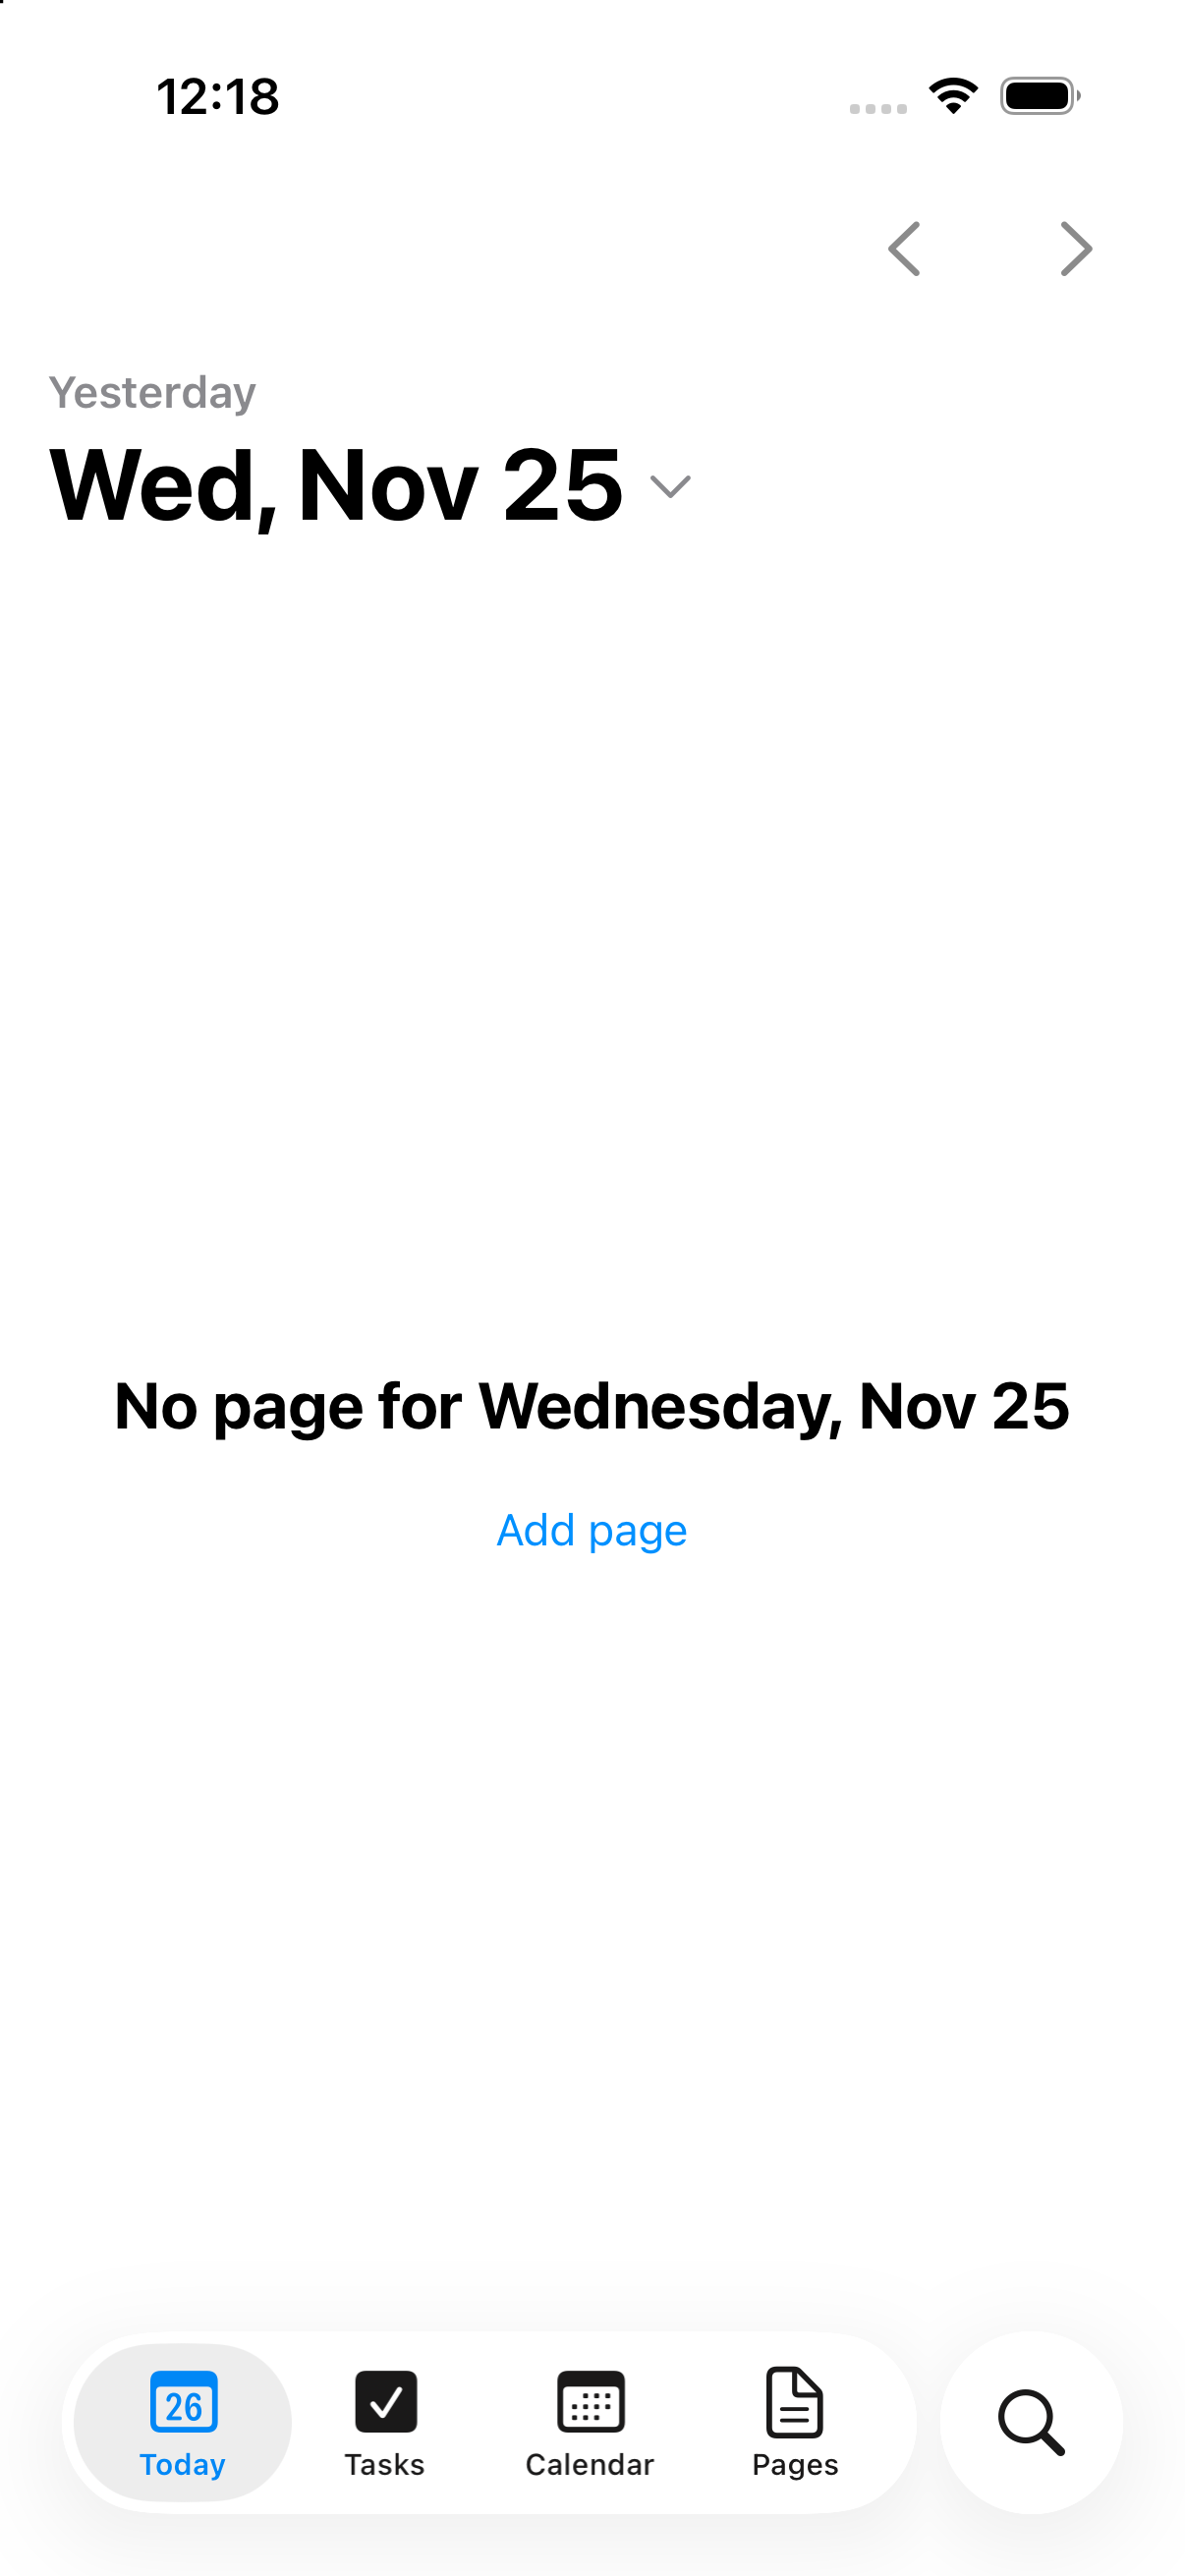 12:18
Yesterday
Wed, Nov 25
No page for Wednesday, Nov 25
Add page
26
Today
Tasks
Calendar
Pages